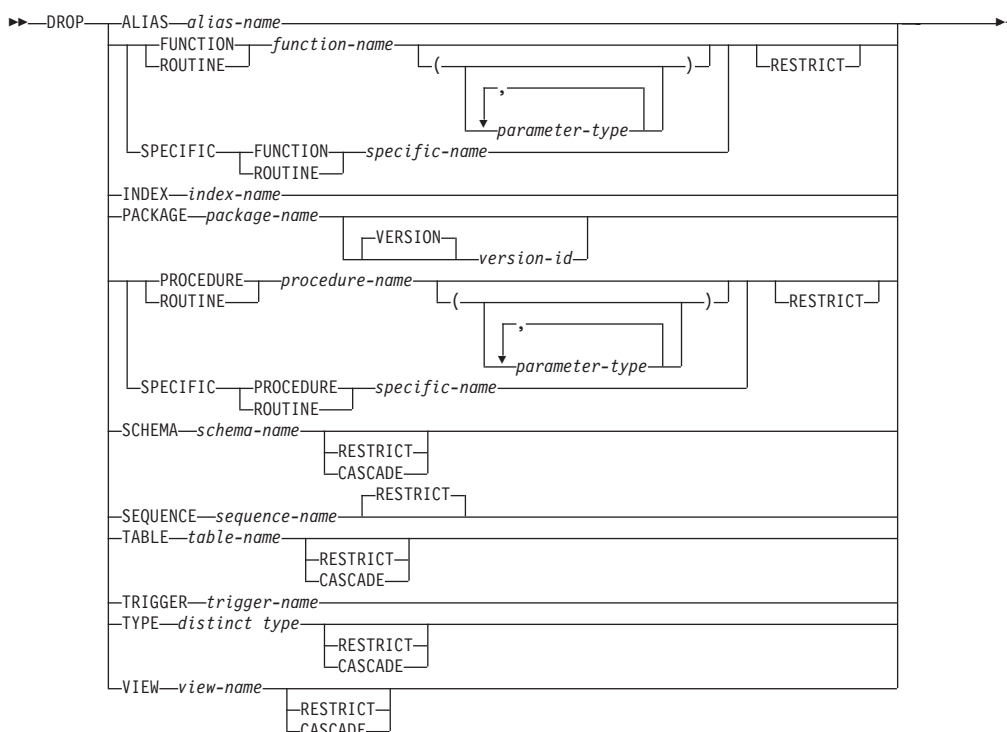 DROP ALIAS alias-name
FUNCTION function-name
ROUTINE ( ) RESTRICT
,
parameter-type
SPECIFIC FUNCTION specific-name
ROUTINE
INDEX index-name
PACKAGE package-name
VERSION
version-id
PROCEDURE procedure-name
ROUTINE ( ) RESTRICT
,
parameter-type
SPECIFIC PROCEDURE specific-name
ROUTINE
SCHEMA schema-name
RESTRICT
CASCADE
RESTRICT
SEQUENCE sequence-name
TABLE table-name
RESTRICT
CASCADE
TRIGGER trigger-name
TYPE distinct type
RESTRICT
CASCADE
VIEW view-name
RESTRICT
CASCADE